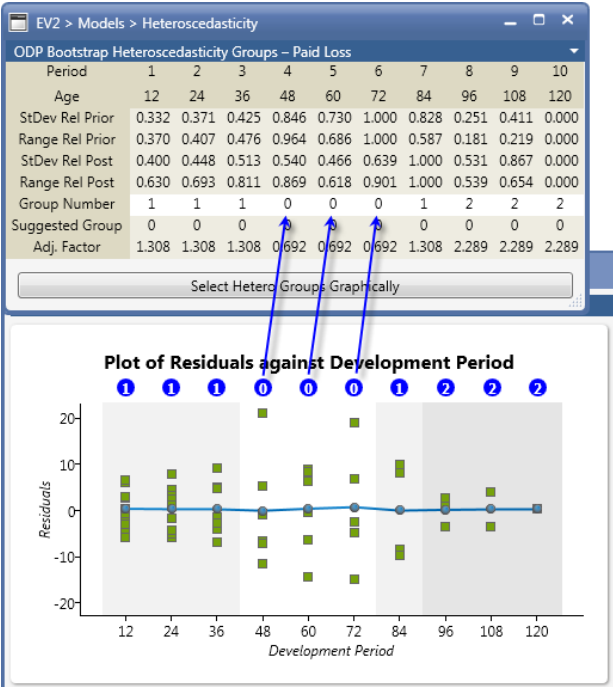 EV2 > Models > Heteroscedasticity
ODP Bootstrap Heteroscedasticity Groups – Paid Loss
Period 1 2 3 4 5 6 7 8 9 10
Age 12 24 36 48 60 72 84 96 108 120
StDev Rel Prior 0.332 0.371 0.425 0.846 0.730 1.000 0.828 0.251 0.411 0.000
Range Rel Prior 0.370 0.407 0.476 0.964 0.686 1.000 0.587 0.181 0.219 0.000
StDev Rel Post 0.400 0.448 0.513 0.540 0.466 0.639 1.000 0.531 0.867 0.000
Range Rel Post 0.630 0.693 0.811 0.869 0.618 0.901 1.000 0.539 0.654 0.000
Group Number 1 1 1 0 0 0 1 2 2 2
Suggested Group 0 0 0 0 0 0 0 0 0 0
Adj. Factor 1.308 1.308 1.308 0.692 0.692 0.692 1.308 2.289 2.289 2.289
Select Hetero Groups Graphically
Plot of Residuals against Development Period
1 1 1 0 0 0 1 2 2 2
20
10
0
-10
-20
Residuals
12 24 36 48 60 72 84 96 108 120
Development Period